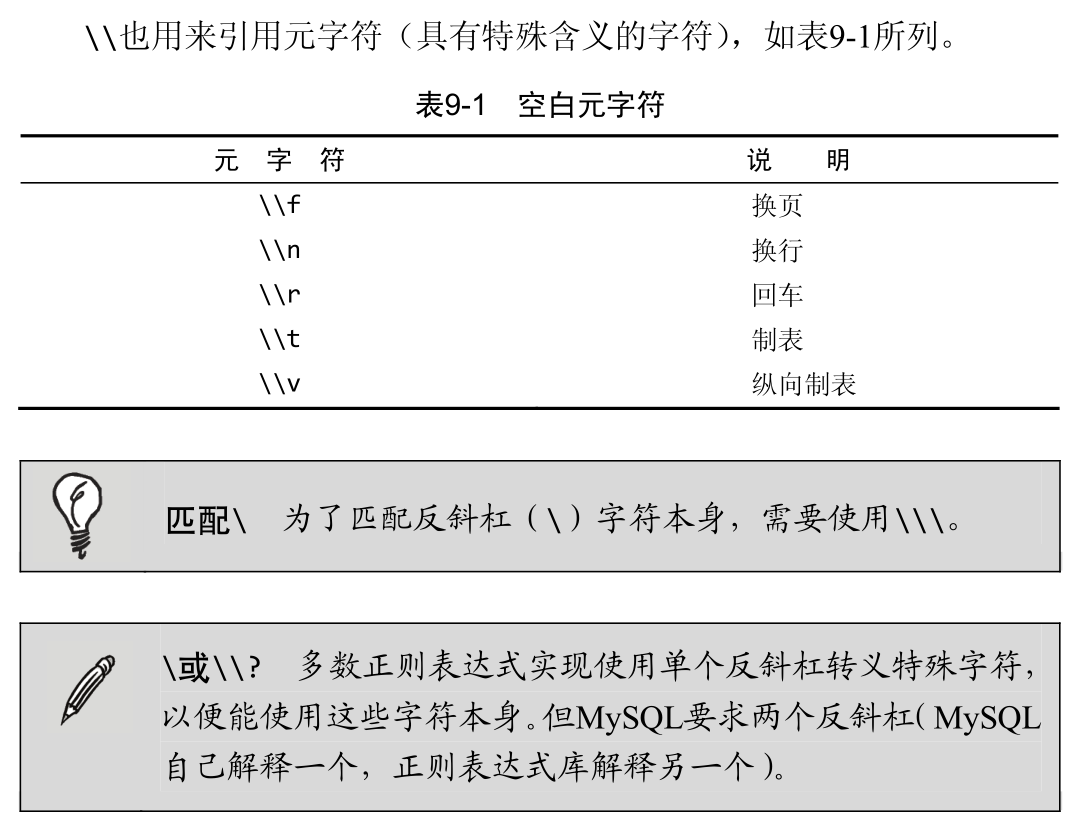 \\也用来引用元字符（具有特殊含义的字符），如表9-1所列。
表9-1 空白元字符
元 字 符 说 明
\\f 换页
\\n 换行
\\r 回车
\\t 制表
\\v 纵向制表
匹配\ 为了匹配反斜杠（\）字符本身，需要使用\\\。
\或\\? 多数正则表达式实现使用单个反斜杠转义特殊字符，
以便能使用这些字符本身。但MySQL要求两个反斜杠（MySQL
自己解释一个，正则表达式库解释另一个）。